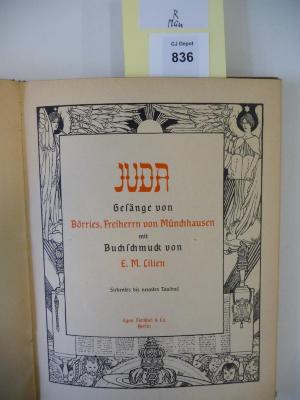 R
Mün
CJ Depot
836
JUDA
Gesänge von
Börries, Freiherrn von Münchhausen
mit
Buchschmuck von
E. M. Lilien
Siebentes bis neuntes Tausend
Egon Fleischel & Co.
Berlin